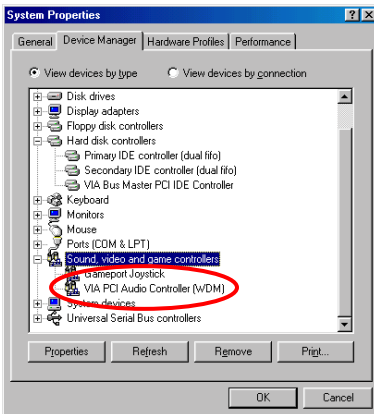 System Properties
General Device Manager Hardware Profiles Performance
View devices by type View devices by connection
Disk drives
Display adapters
Floppy disk controllers
Hard disk controllers
Primary IDE controller (dual fifo)
Secondary IDE controller (dual fifo)
VIA Bus Master PCI IDE Controller
Keyboard
Monitors
Mouse
Ports (COM & LPT)
Sound, video and game controllers
Gameport Joystick
VIA PCI Audio Controller (WDM)
System devices
Universal Serial Bus controllers
Properties Refresh Remove Print...
OK Cancel